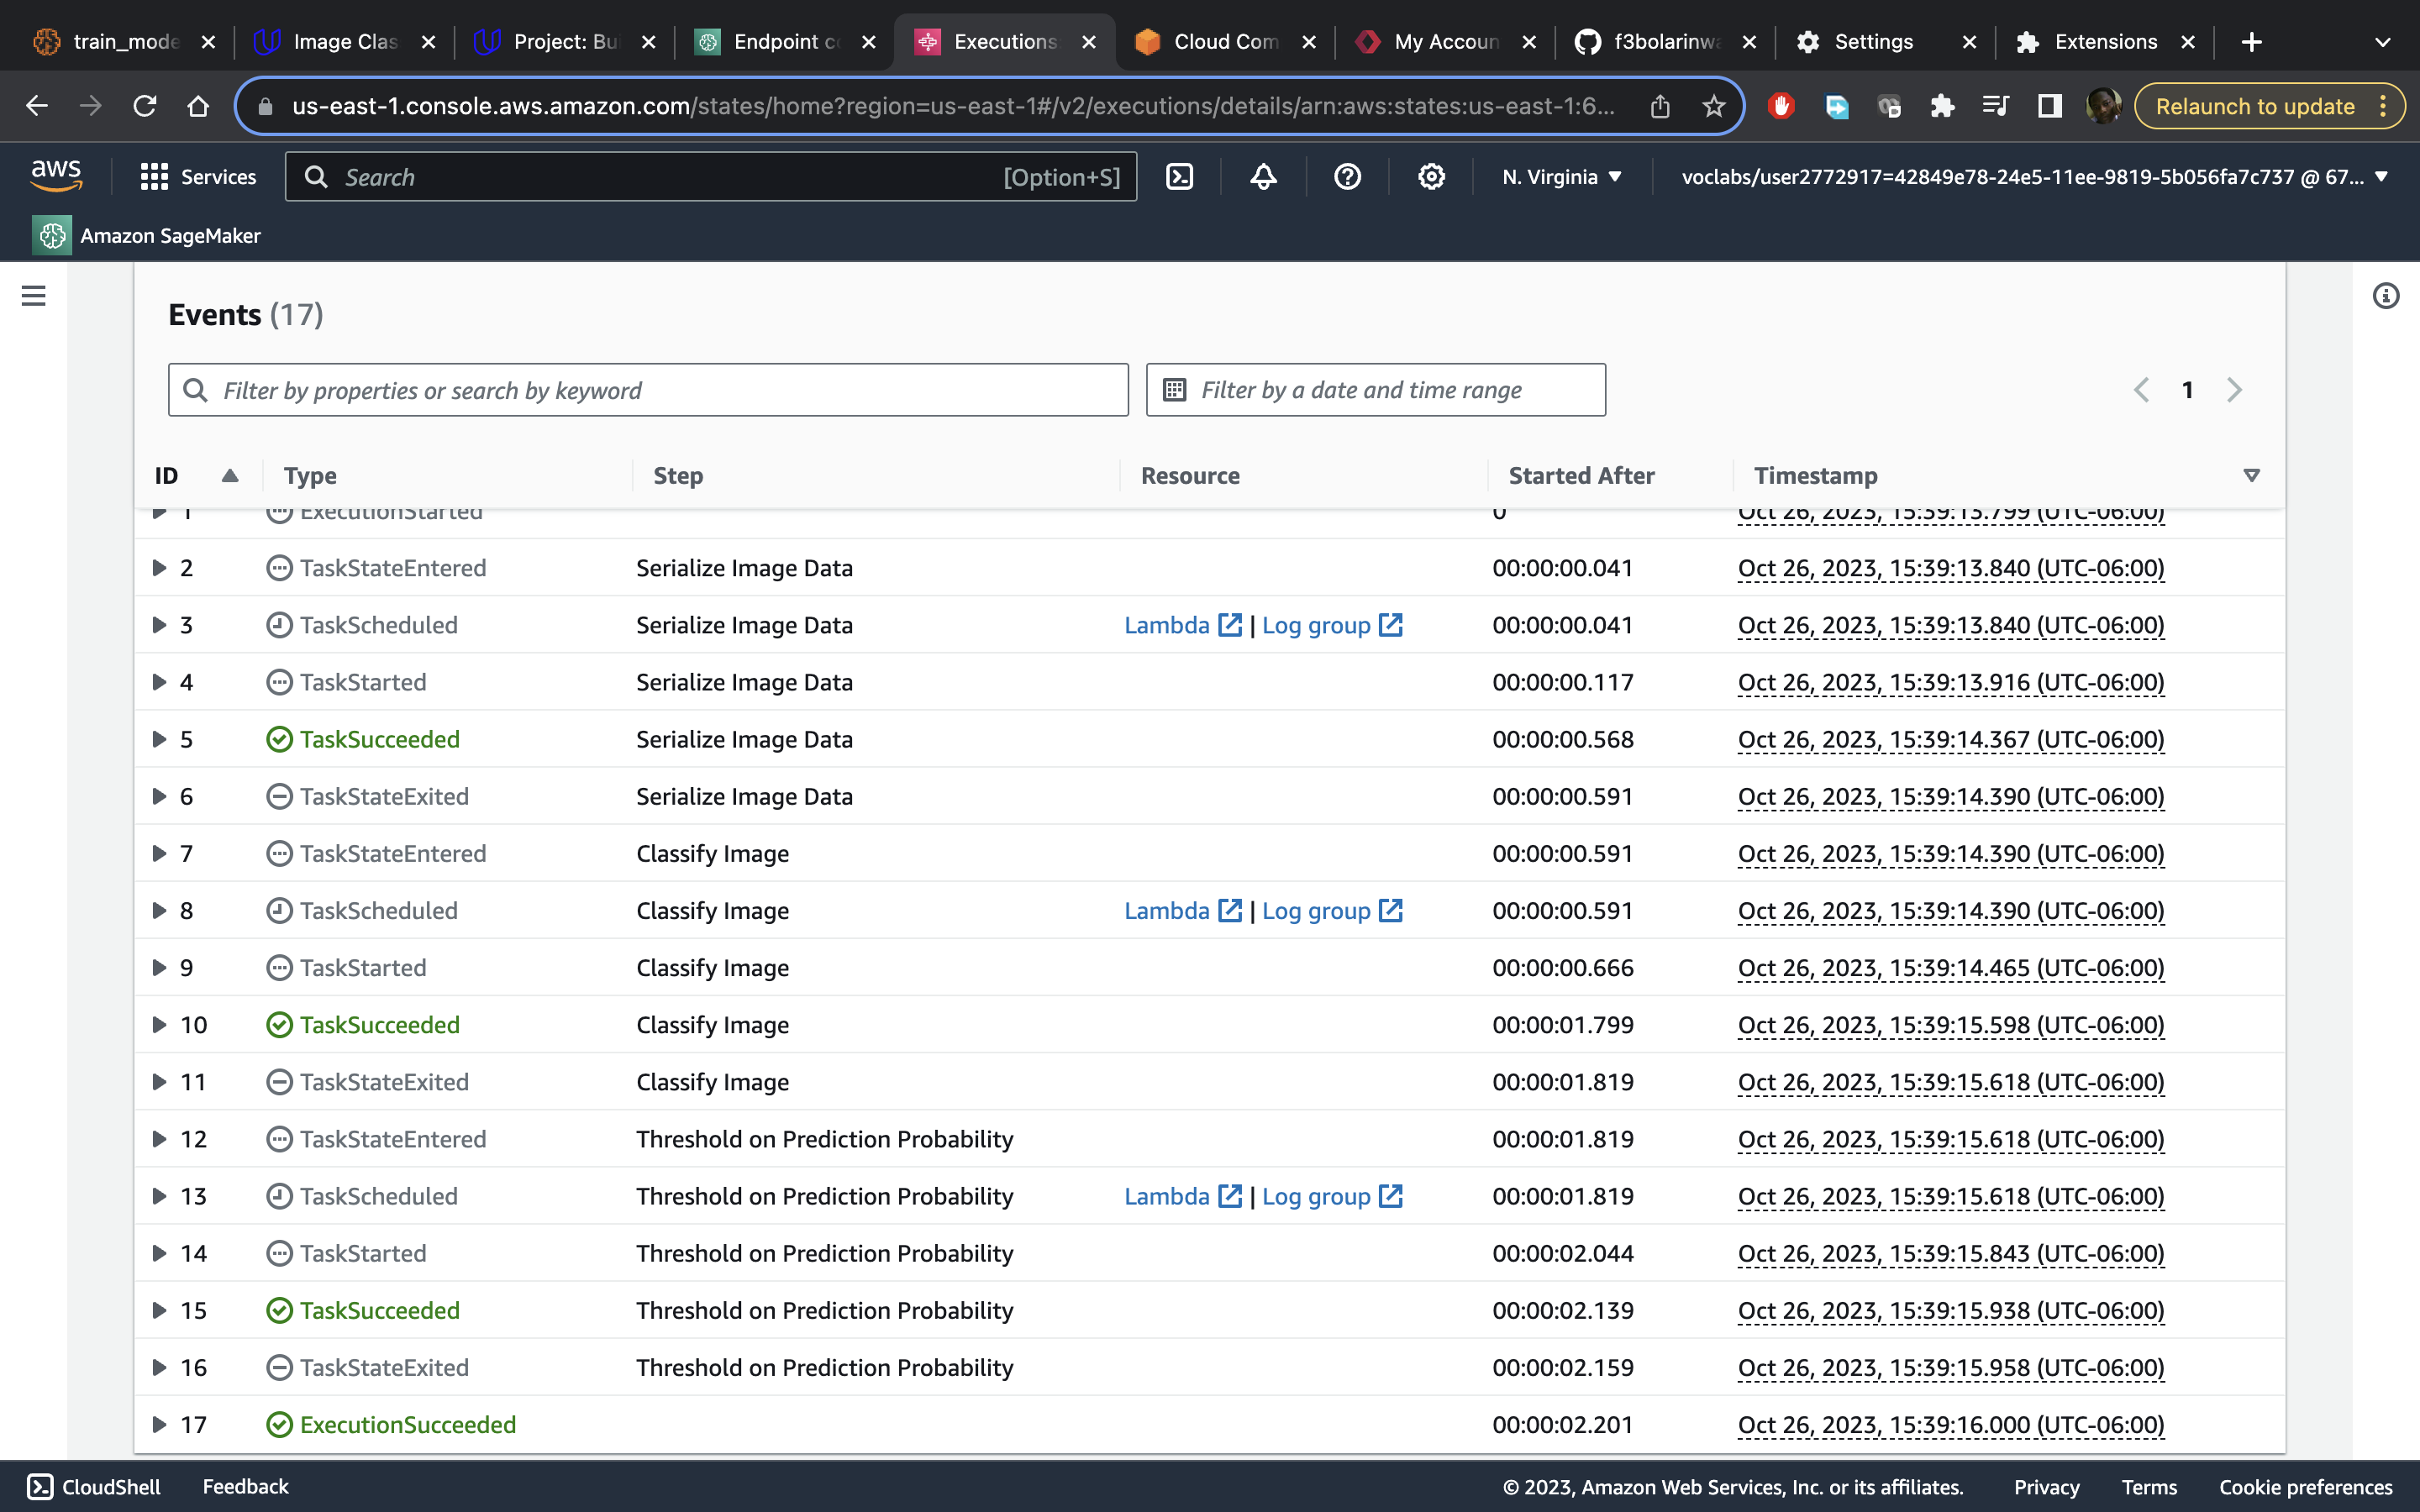 train_mode
Image Clas
Project: Bui
Endpoint co
Executions
Cloud Com
My Accoun
f3bolarinwa
Settings
Extensions
us-east-1.console.aws.amazon.com/states/home?region=us-east-1#/v2/executions/details/arn:aws:states:us-east-1:6...
Relaunch to update
aws
Services
Search
[Option+S]
N. Virginia
voclabs/user2772917=42849e78-24e5-11ee-9819-5b056fa7c737 @ 67...
Amazon SageMaker
Events (17)
Filter by properties or search by keyword
Filter by a date and time range
1
ID Type Step Resource Started After Timestamp
1 ExecutionStarted 0 Oct 26, 2023, 15:39:13.799 (UTC-06:00)
2 TaskStateEntered Serialize Image Data 00:00:00.041 Oct 26, 2023, 15:39:13.840 (UTC-06:00)
3 TaskScheduled Serialize Image Data Lambda | Log group 00:00:00.041 Oct 26, 2023, 15:39:13.840 (UTC-06:00)
4 TaskStarted Serialize Image Data 00:00:00.117 Oct 26, 2023, 15:39:13.916 (UTC-06:00)
5 TaskSucceeded Serialize Image Data 00:00:00.568 Oct 26, 2023, 15:39:14.367 (UTC-06:00)
6 TaskStateExited Serialize Image Data 00:00:00.591 Oct 26, 2023, 15:39:14.390 (UTC-06:00)
7 TaskStateEntered Classify Image 00:00:00.591 Oct 26, 2023, 15:39:14.390 (UTC-06:00)
8 TaskScheduled Classify Image Lambda | Log group 00:00:00.591 Oct 26, 2023, 15:39:14.390 (UTC-06:00)
9 TaskStarted Classify Image 00:00:00.666 Oct 26, 2023, 15:39:14.465 (UTC-06:00)
10 TaskSucceeded Classify Image 00:00:01.799 Oct 26, 2023, 15:39:15.598 (UTC-06:00)
11 TaskStateExited Classify Image 00:00:01.819 Oct 26, 2023, 15:39:15.618 (UTC-06:00)
12 TaskStateEntered Threshold on Prediction Probability 00:00:01.819 Oct 26, 2023, 15:39:15.618 (UTC-06:00)
13 TaskScheduled Threshold on Prediction Probability Lambda | Log group 00:00:01.819 Oct 26, 2023, 15:39:15.618 (UTC-06:00)
14 TaskStarted Threshold on Prediction Probability 00:00:02.044 Oct 26, 2023, 15:39:15.843 (UTC-06:00)
15 TaskSucceeded Threshold on Prediction Probability 00:00:02.139 Oct 26, 2023, 15:39:15.938 (UTC-06:00)
16 TaskStateExited Threshold on Prediction Probability 00:00:02.159 Oct 26, 2023, 15:39:15.958 (UTC-06:00)
17 ExecutionSucceeded 00:00:02.201 Oct 26, 2023, 15:39:16.000 (UTC-06:00)
CloudShell Feedback © 2023, Amazon Web Services, Inc. or its affiliates. Privacy Terms Cookie preferences